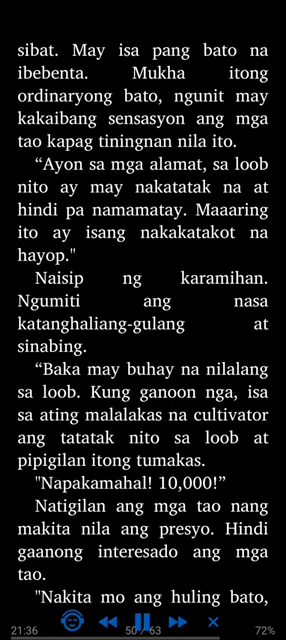 sibat. May isa pang bato na
ibebenta. Mukha itong
ordinaryong bato, ngunit may
kakaibang sensasyon ang mga
tao kapag tiningnan nila ito.
“Ayon sa mga alamat, sa loob
nito ay may nakatatak na at
hindi pa namamatay. Maaaring
ito ay isang nakakatakot na
hayop."
Naisip ng karamihan.
Ngumiti ang nasa
katanghaliang-gulang at
sinabing.
“Baka may buhay na nilalang
sa loob. Kung ganoon nga, isa
sa ating malalakas na cultivator
ang tatatak nito sa loob at
pipigilan itong tumakas.
"Napakamahal! 10,000!”
Natigilan ang mga tao nang
makita nila ang presyo. Hindi
gaanong interesado ang mga
tao.
"Nakita mo ang huling bato,
21:36 50 / 63 72%